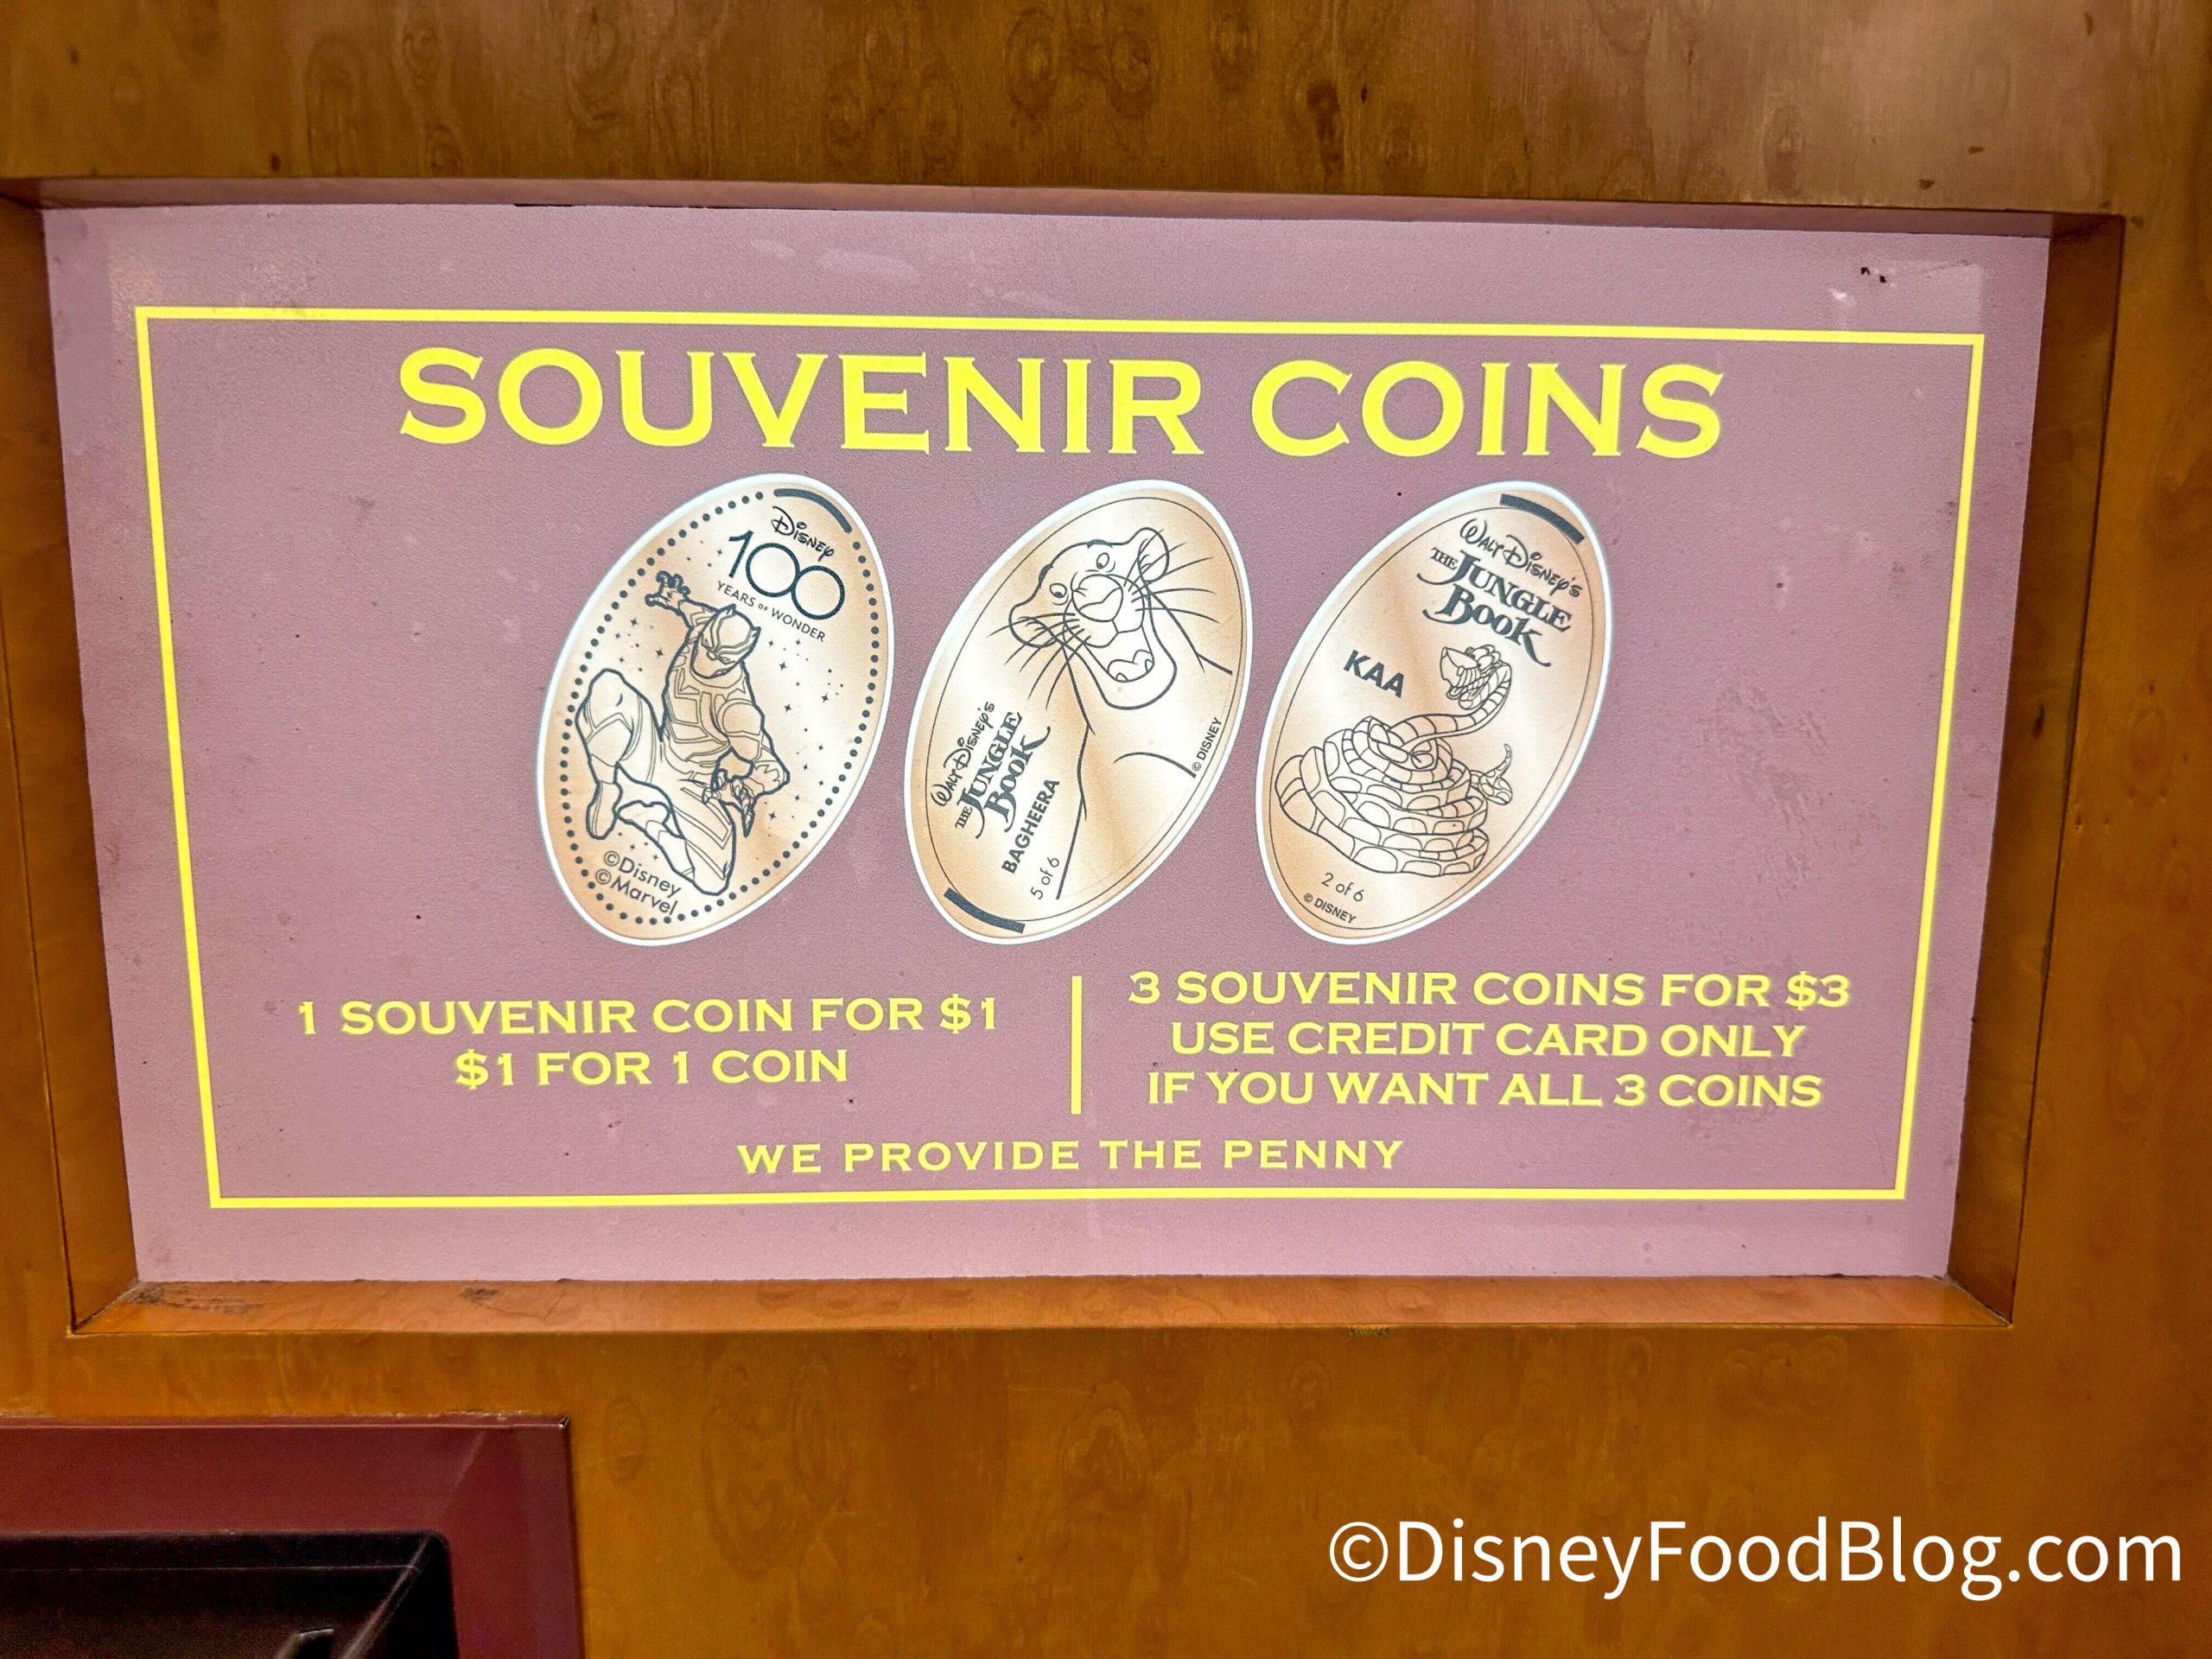 SOUVENIR COINS
Disney
100
YEARS OF WONDER
©Disney
©Marvel
WALT DISNEY'S
THE JUNGLE
BOOK
BAGHEERA
5 of 6
© DISNEY
WALT DISNEY'S
THE JUNGLE
BOOK
KAA
2 of 6
© DISNEY
1 SOUVENIR COIN FOR $1
$1 FOR 1 COIN
3 SOUVENIR COINS FOR $3
USE CREDIT CARD ONLY
IF YOU WANT ALL 3 COINS
WE PROVIDE THE PENNY
©DisneyFoodBlog.com